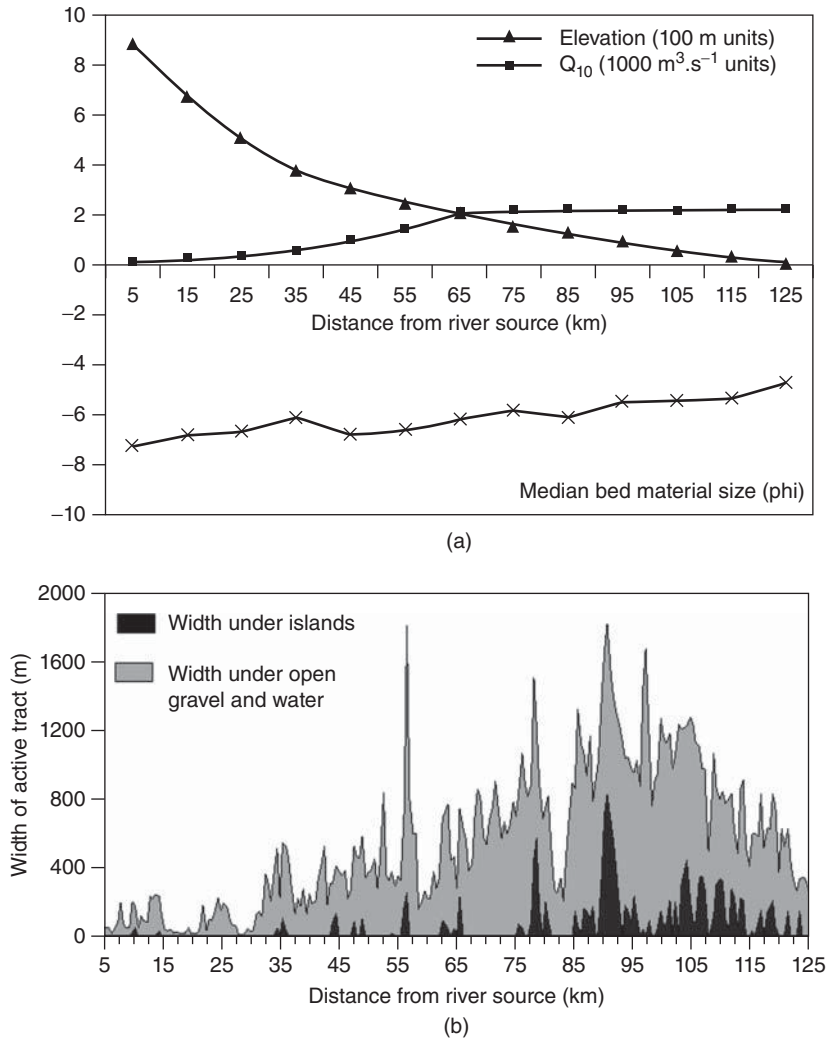 10
8
6
4
2
0
−2
−4
−6
−8
−10
Elevation (100 m units)
Q10 (1000 m3.s−1 units)
5 15 25 35 45 55 65 75 85 95 105 115 125
Distance from river source (km)
Median bed material size (phi)
(a)
2000
1600
1200
800
400
0
Width of active tract (m)
Width under islands
Width under open
gravel and water
5 15 25 35 45 55 65 75 85 95 105 115 125
Distance from river source (km)
(b)